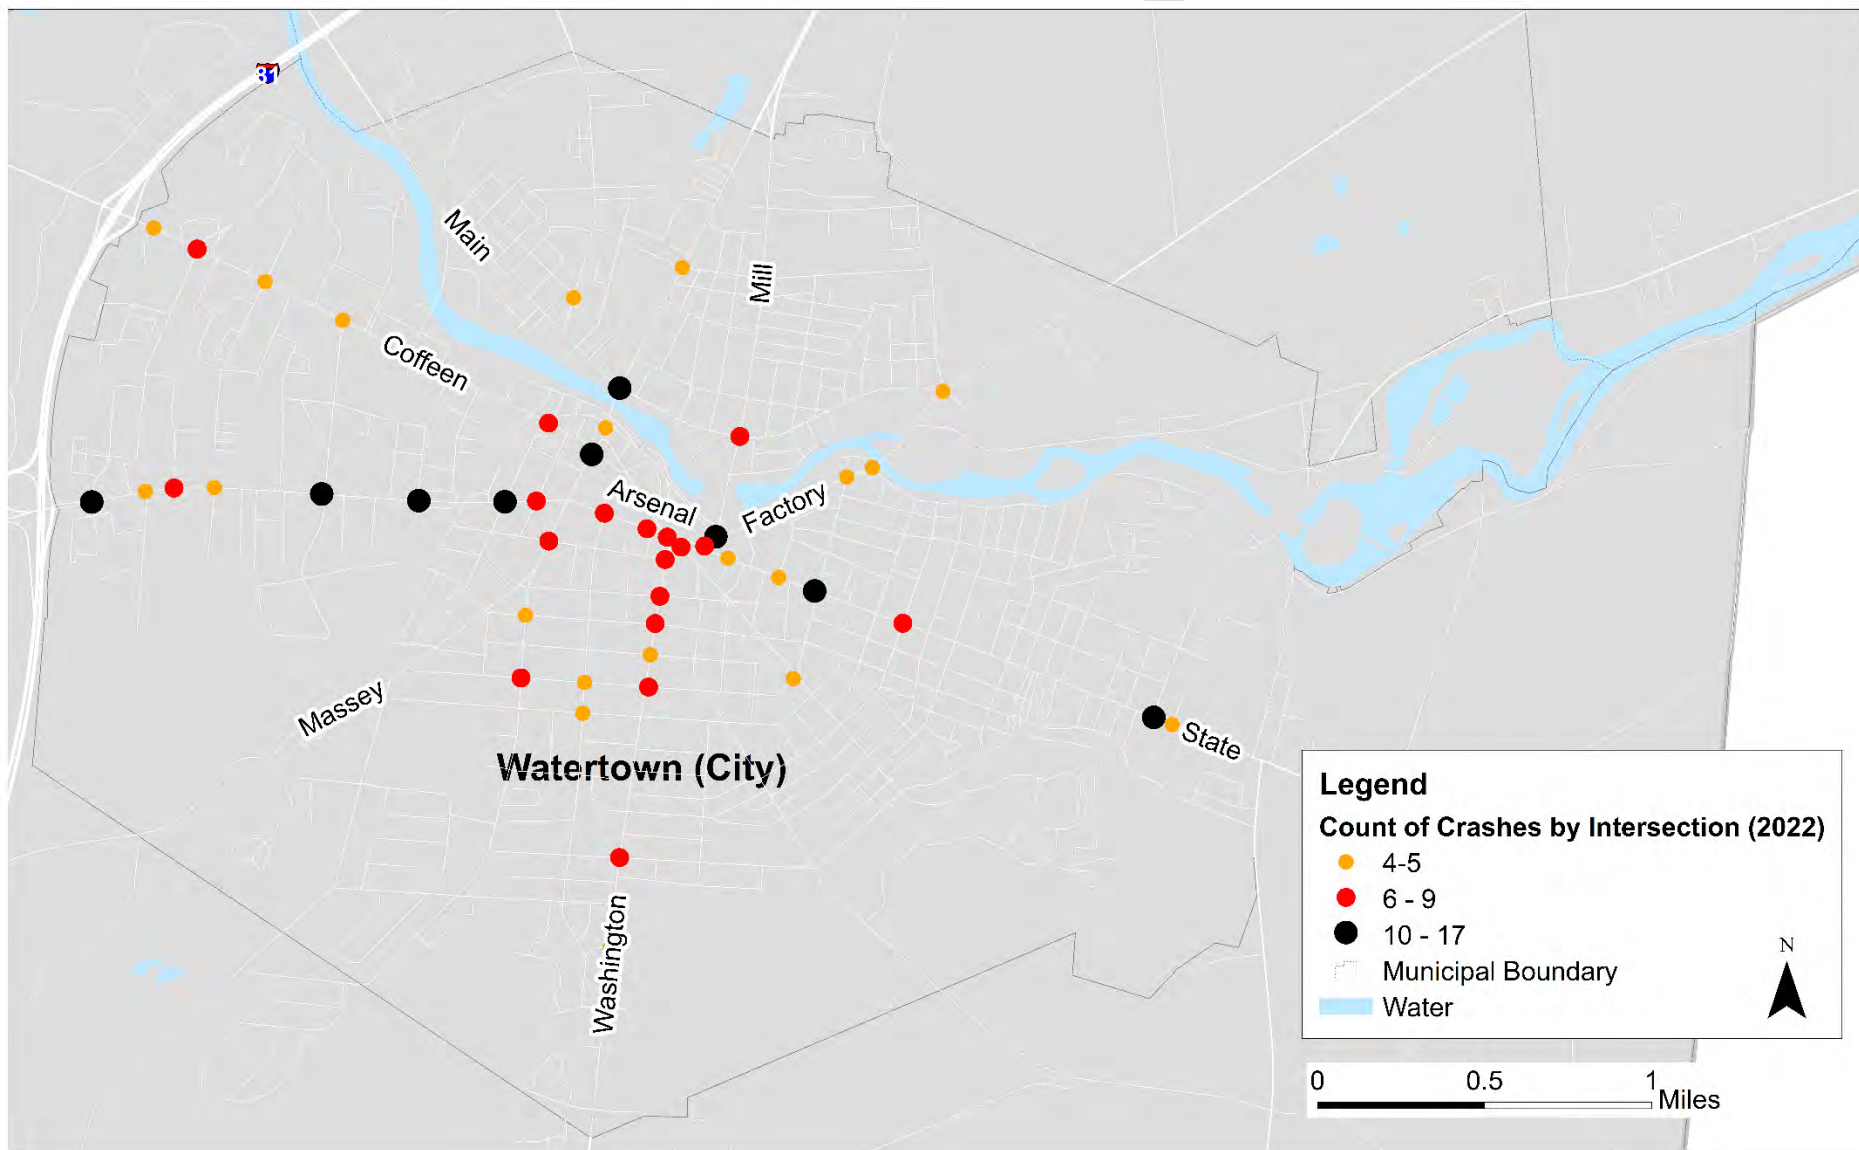 81
Main
Mill
Coffeen
Arsenal
Factory
Massey
State
Watertown (City)
Washington
Legend
Count of Crashes by Intersection (2022)
4-5
6 - 9
10 - 17
Municipal Boundary
Water
N
0 0.5 1
Miles